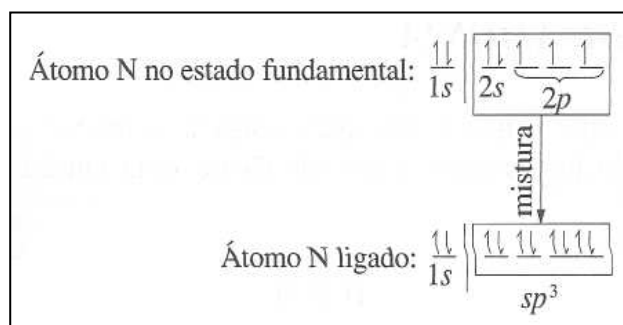 Átomo N no estado fundamental: 1s 2s 2p
mistura
Átomo N ligado: 1s sp³